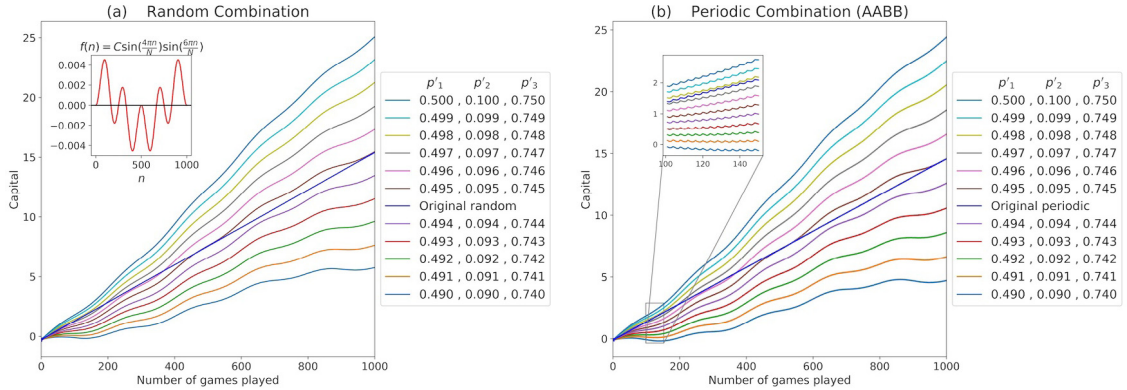 (a) Random Combination
f(n) = Csin(4πn/N)sin(6πn/N)
0.004
0.002
0.000
−0.002
−0.004
0 500 1000
n
25
20
15
10
5
0
Capital
0 200 400 600 800 1000
Number of games played
p'₁ p'₂ p'₃
0.500 , 0.100 , 0.750
0.499 , 0.099 , 0.749
0.498 , 0.098 , 0.748
0.497 , 0.097 , 0.747
0.496 , 0.096 , 0.746
0.495 , 0.095 , 0.745
Original random
0.494 , 0.094 , 0.744
0.493 , 0.093 , 0.743
0.492 , 0.092 , 0.742
0.491 , 0.091 , 0.741
0.490 , 0.090 , 0.740
(b) Periodic Combination (AABB)
2
1
0
100 120 140
25
20
15
10
5
0
Capital
0 200 400 600 800 1000
Number of games played
p'₁ p'₂ p'₃
0.500 , 0.100 , 0.750
0.499 , 0.099 , 0.749
0.498 , 0.098 , 0.748
0.497 , 0.097 , 0.747
0.496 , 0.096 , 0.746
0.495 , 0.095 , 0.745
Original periodic
0.494 , 0.094 , 0.744
0.493 , 0.093 , 0.743
0.492 , 0.092 , 0.742
0.491 , 0.091 , 0.741
0.490 , 0.090 , 0.740